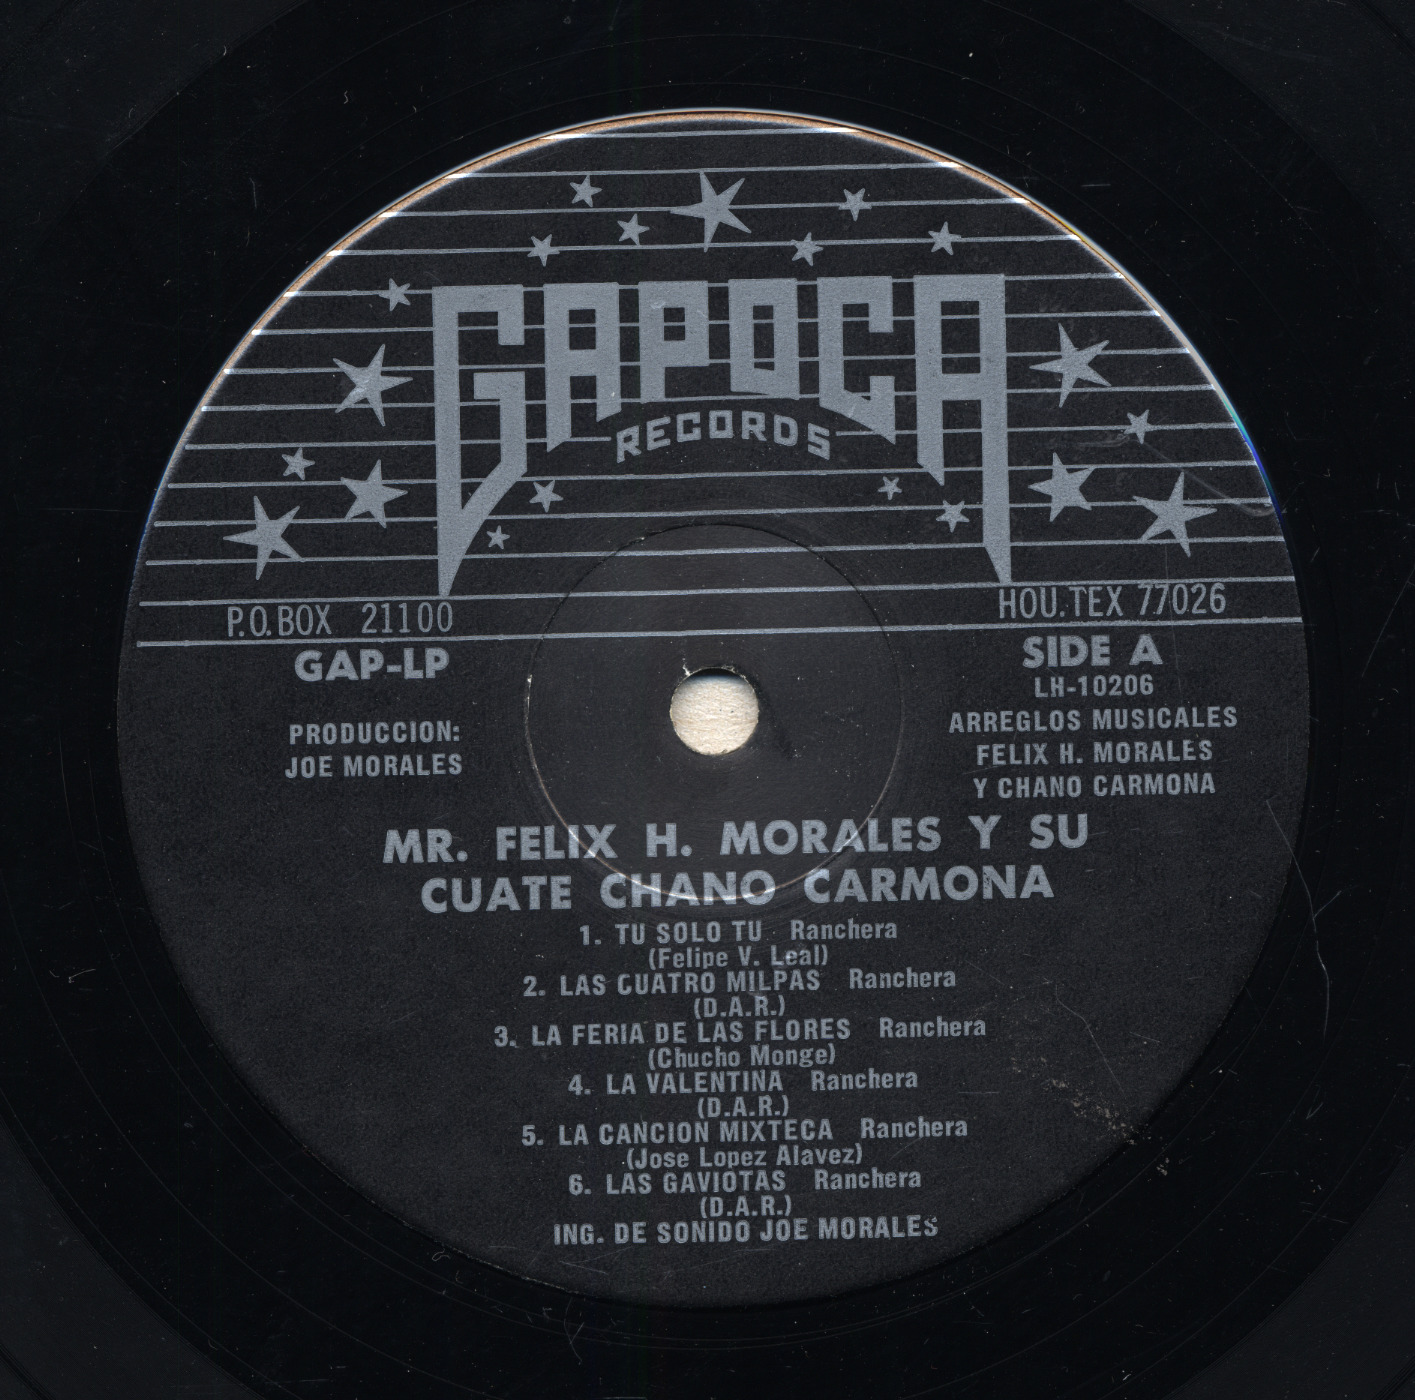 GAPOCA
RECORDS
P.O. BOX 21100
HOU. TEX 77026
GAP-LP
SIDE A
LH-10206
PRODUCCION:
JOE MORALES
ARREGLOS MUSICALES
FELIX H. MORALES
Y CHANO CARMONA
MR. FELIX H. MORALES Y SU
CUATE CHANO CARMONA
1. TU SOLO TU Ranchera
(Felipe V. Leal)
2. LAS CUATRO MILPAS Ranchera
(D.A.R.)
3. LA FERIA DE LAS FLORES Ranchera
(Chucho Monge)
4. LA VALENTINA Ranchera
(D.A.R.)
5. LA CANCION MIXTECA Ranchera
(Jose Lopez Alavez)
6. LAS GAVIOTAS Ranchera
(D.A.R.)
ING. DE SONIDO JOE MORALES